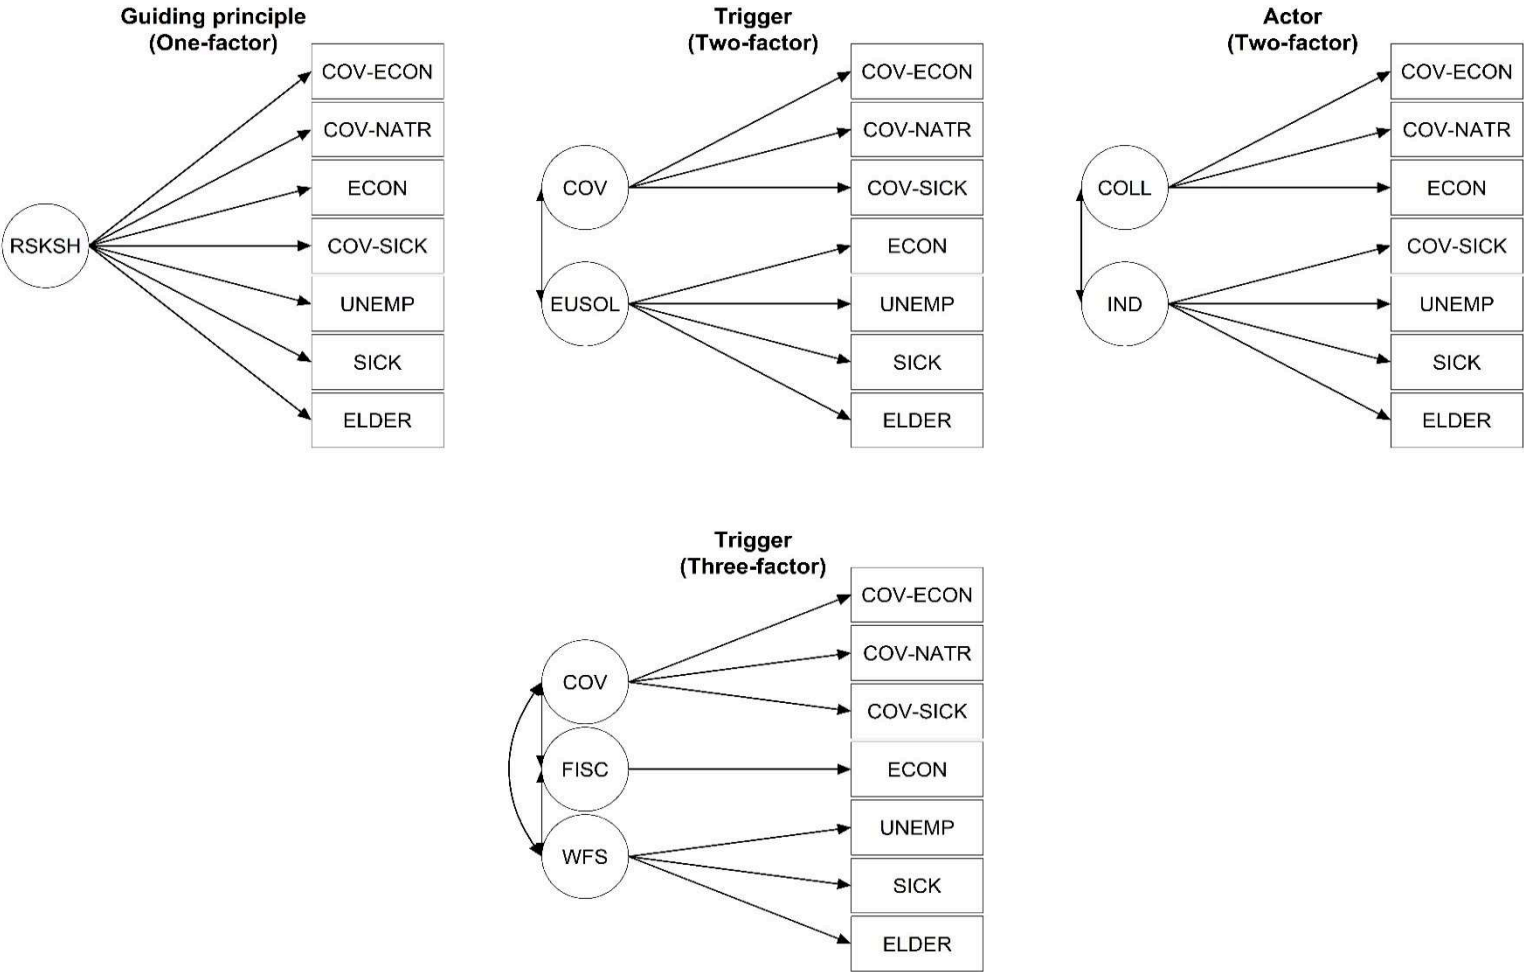 Guiding principle
(One-factor)
COV-ECON
COV-NATR
ECON
RSKSH
COV-SICK
UNEMP
SICK
ELDER
Trigger
(Two-factor)
COV-ECON
COV-NATR
COV
COV-SICK
ECON
EUSOL
UNEMP
SICK
ELDER
Actor
(Two-factor)
COV-ECON
COV-NATR
COLL
ECON
COV-SICK
IND
UNEMP
SICK
ELDER
Trigger
(Three-factor)
COV-ECON
COV-NATR
COV
COV-SICK
FISC
ECON
UNEMP
WFS
SICK
ELDER